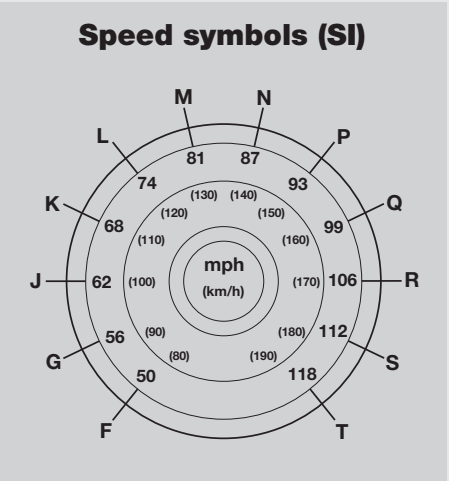 Speed symbols (SI)
M N
L P
81 87
74 93
(130) (140)
K Q
(120) (150)
68 99
(110) (160)
mph
J 62 (100) (170) 106 R
(km/h)
56 (90) (180) 112
G (80) (190) S
50 118
F T